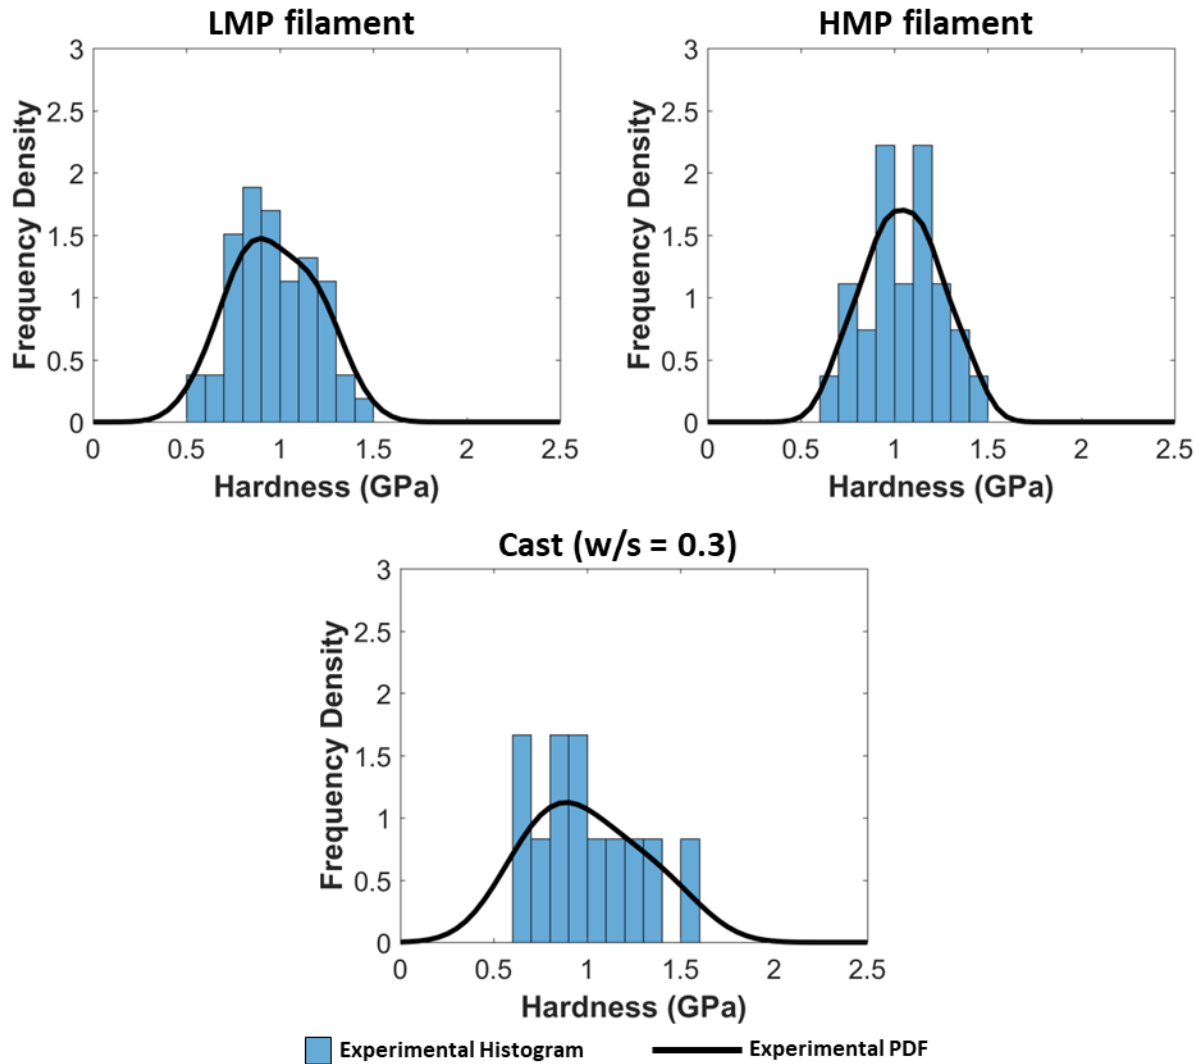 LMP filament
3
2.5
2
1.5
1
0.5
0
Frequency Density
0 0.5 1 1.5 2 2.5
Hardness (GPa)
HMP filament
3
2.5
2
1.5
1
0.5
0
Frequency Density
0 0.5 1 1.5 2 2.5
Hardness (GPa)
Cast (w/s = 0.3)
3
2.5
2
1.5
1
0.5
0
Frequency Density
0 0.5 1 1.5 2 2.5
Hardness (GPa)
Experimental Histogram
Experimental PDF